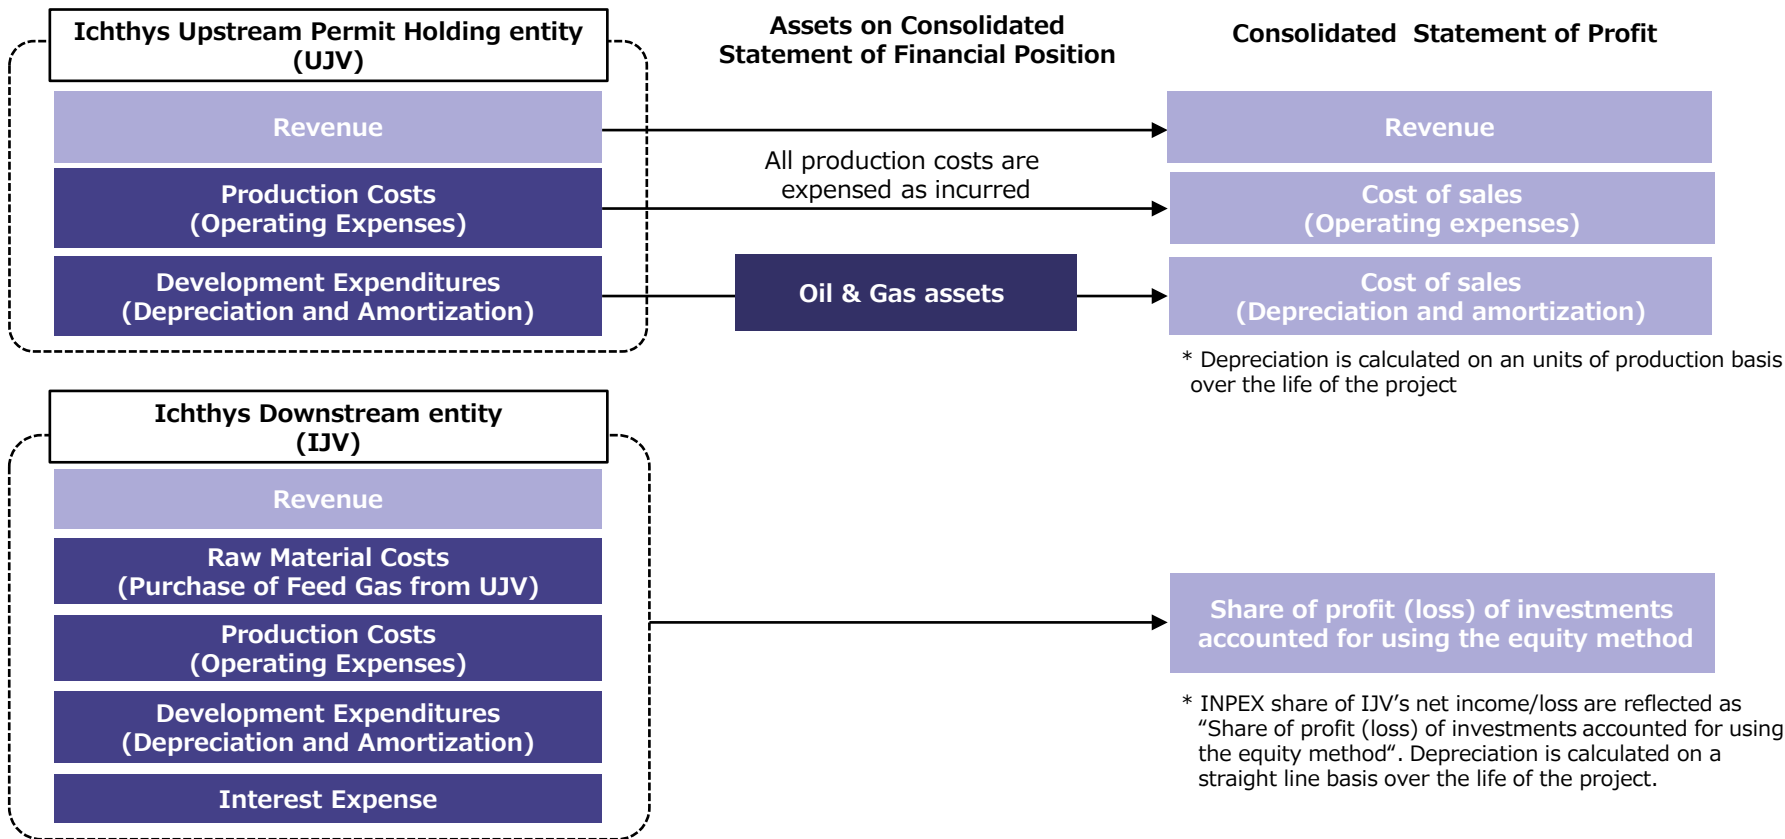 Ichthys Upstream Permit Holding entity
(UJV)
Assets on Consolidated
Statement of Financial Position
Consolidated Statement of Profit
Revenue
Revenue
All production costs are
expensed as incurred
Production Costs
(Operating Expenses)
Cost of sales
(Operating expenses)
Development Expenditures
(Depreciation and Amortization)
Oil & Gas assets
Cost of sales
(Depreciation and amortization)
* Depreciation is calculated on an units of production basis
over the life of the project
Ichthys Downstream entity
(IJV)
Revenue
Raw Material Costs
(Purchase of Feed Gas from UJV)
Production Costs
(Operating Expenses)
Development Expenditures
(Depreciation and Amortization)
Interest Expense
Share of profit (loss) of investments
accounted for using the equity method
* INPEX share of IJV’s net income/loss are reflected as
“Share of profit (loss) of investments accounted for using
the equity method“. Depreciation is calculated on a
straight line basis over the life of the project.